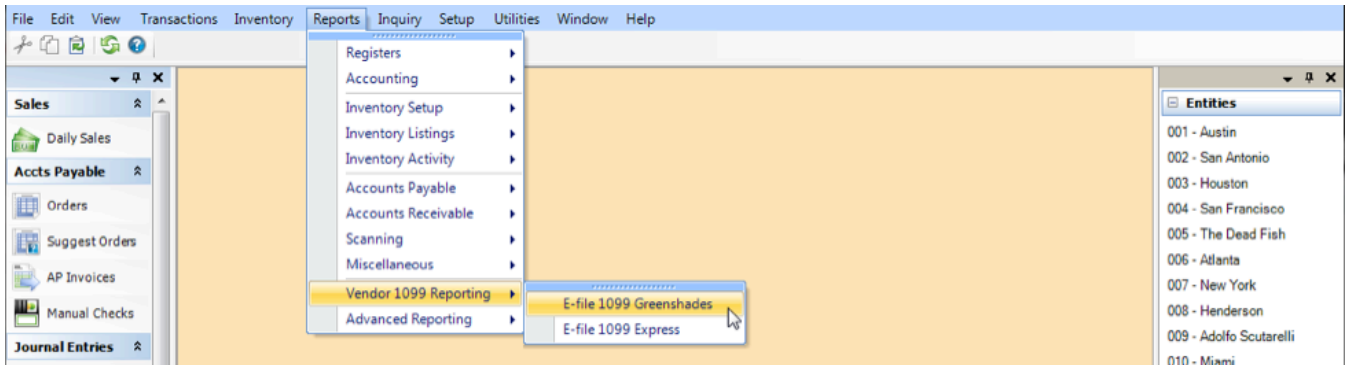 File Edit View Transactions Inventory Reports Inquiry Setup Utilities Window Help
Sales
Daily Sales
Accts Payable
Orders
Suggest Orders
AP Invoices
Manual Checks
Journal Entries
Registers
Accounting
Inventory Setup
Inventory Listings
Inventory Activity
Accounts Payable
Accounts Receivable
Scanning
Miscellaneous
Vendor 1099 Reporting
Advanced Reporting
E-file 1099 Greenshades
E-file 1099 Express
Entities
001 - Austin
002 - San Antonio
003 - Houston
004 - San Francisco
005 - The Dead Fish
006 - Atlanta
007 - New York
008 - Henderson
009 - Adolfo Scutarelli
010 - Miami